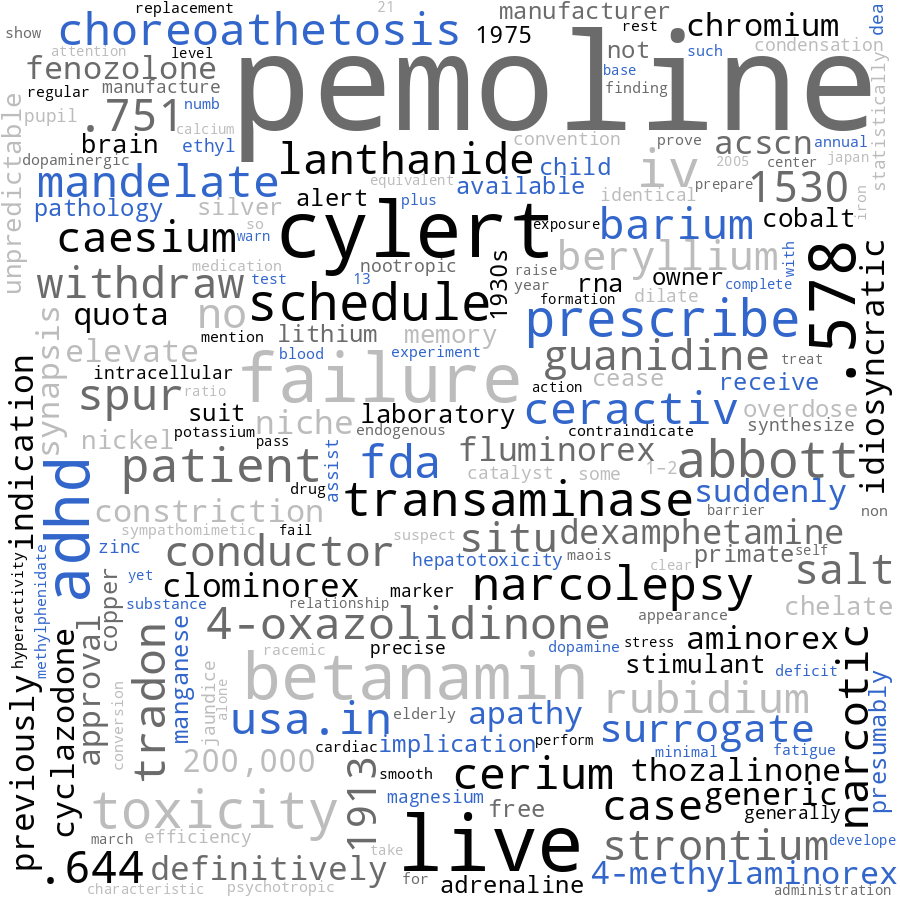 replacement
21
manufacturer
dea
show
choreoathetosis
1975
rest
chromium
attention
level
not
such
condensation
fenozolone
pemoline
base
regular
manufacture
finding
statistically
unpredictable
pupil
.751
numb
calcium
convention
prove
acscn
annual
brain
ethyl
lanthanide
child
iv
2005
center
japan
dopaminergic
mandelate
equivalent
available
identical
prepare
1530
iron
pathology
silver
alert
plus
so
cylert
exposure
barium
cobalt
caesium
warn
beryllium
with
idiosyncratic
medication
nootropic
1930s
raise
rna
owner
.578
withdraw
test
13
year
complete
schedule
formation
dilate
quota
no
mention
lithium
memory
prescribe
synapsis
elevate
blood
experiment
guanidine
treat
indication
intracellular
failure
action
cease
receive
spur
ratio
suit
niche
laboratory
ceractiv
overdose
nickel
potassium
pass
endogenous
contraindicate
synthesize
adhd
patient
assist
fda
fluminorex
catalyst
some
1-2
abbott
drug
transaminase
suddenly
constriction
barrier
non
sympathomimetic
fail
suspect
situ
dexamphetamine
hyperactivity
methylphenidate
zinc
conductor
hepatotoxicity
maois
primate
self
copper
yet
clear
salt
clominorex
marker
narcolepsy
substance
relationship
chelate
previously
cyclazodone
approval
tradon
manganese
4-oxazolidinone
appearance
narcotic
racemic
precise
dopamine
stress
aminorex
jaundice
betanamin
stimulant
deficit
presumably
conversion
alone
rubidium
usa.in
elderly
apathy
surrogate
200,000
cardiac
implication
perform
minimal
fatigue
1913
smooth
cerium
thozalinone
toxicity
magnesium
free
case
generic
generally
march
efficiency
live
strontium
develope
.644
definitively
take
for
adrenaline
4-methylaminorex
characteristic
psychotropic
administration